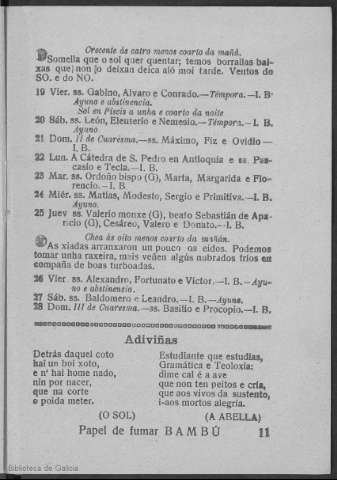 Crecente ás catro menos coarto da mañá.
Somella que o sol quer quentar; temos borrallas bai-
xas que non jo deixan deica aló moi tarde. Ventos do
SO. e do NO.
19 Vier. ss. Gabino, Alvaro e Conrado.—Témpora.—I. B.
Ayuno e abstinencia.
Sol en Piscis a unha e coarto da noite
20 Sáb. ss. León, Eleuterio e Nemesio.—Témpora.—I. B.
Ayuno
21 Dom. II de Cuaresma.—ss. Máximo, Fiz e Ovidio—
I. B.
22 Lun. A Cátedra de S. Pedro en Antioquia e ss. Pas-
casio e Tecla.—I. B.
23 Mar. ss. Ordoño bispo (G), Marta, Margarida e Flo-
rencio.—I. B.
24 Miér. ss. Matías, Modesto, Sergio e Primitiva.—I. B.
Ayuno.
25 Juev ss. Valerio monxe (G), beato Sebastián de Apa-
ricio (G), Cesáreo, Valero e Donato.—I. B.
Chea ás oito menos coarto da mañán.
As xiadas arranxaron un pouco os eidos. Podemos
tomar unha raxeira, mais veñen algús nubrados frios en
compaña de boas turboadas.
26 Vier. ss. Alexandro, Fortunato e Victor.—I. B.—Ayu-
no e abstinencia.
27 Sáb. ss. Baldomero e Leandro.—I. B.—Ayuno.
28 Dom. III de Cuaresma.—ss. Basilio e Procopio.—I. B.
Adiviñas
Detrás daquel coto
hai un boi xoto,
e n' hai home nado,
nin por nacer,
que na corte
o poida meter.
(O SOL)
Estudiante que estudias,
Gramática e Teoloxía:
dime cal é a ave
que non ten peitos e cria,
que aos vivos da sustento,
i-aos mortos alegría.
(A ABELLA)
Papel de fumar BAMBÚ 11
Biblioteca de Galicia